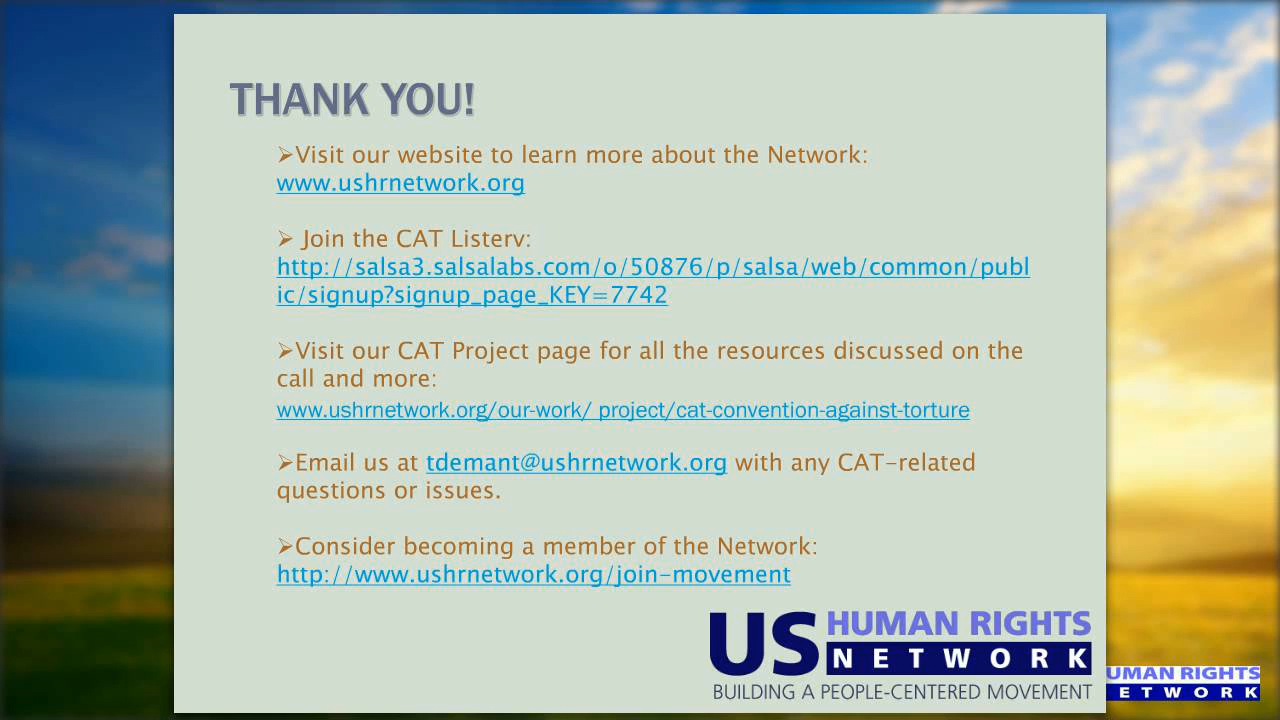 THANK YOU!
➢Visit our website to learn more about the Network:
www.ushrnetwork.org
➢ Join the CAT Listerv:
http://salsa3.salsalabs.com/o/50876/p/salsa/web/common/publ
ic/signup?signup_page_KEY=7742
➢Visit our CAT Project page for all the resources discussed on the
call and more:
www.ushrnetwork.org/our-work/ project/cat-convention-against-torture
➢Email us at tdemant@ushrnetwork.org with any CAT-related
questions or issues.
➢Consider becoming a member of the Network:
http://www.ushrnetwork.org/join-movement
US HUMAN RIGHTS
NETWORK
BUILDING A PEOPLE-CENTERED MOVEMENT
UMAN RIGHTS
ETWORK